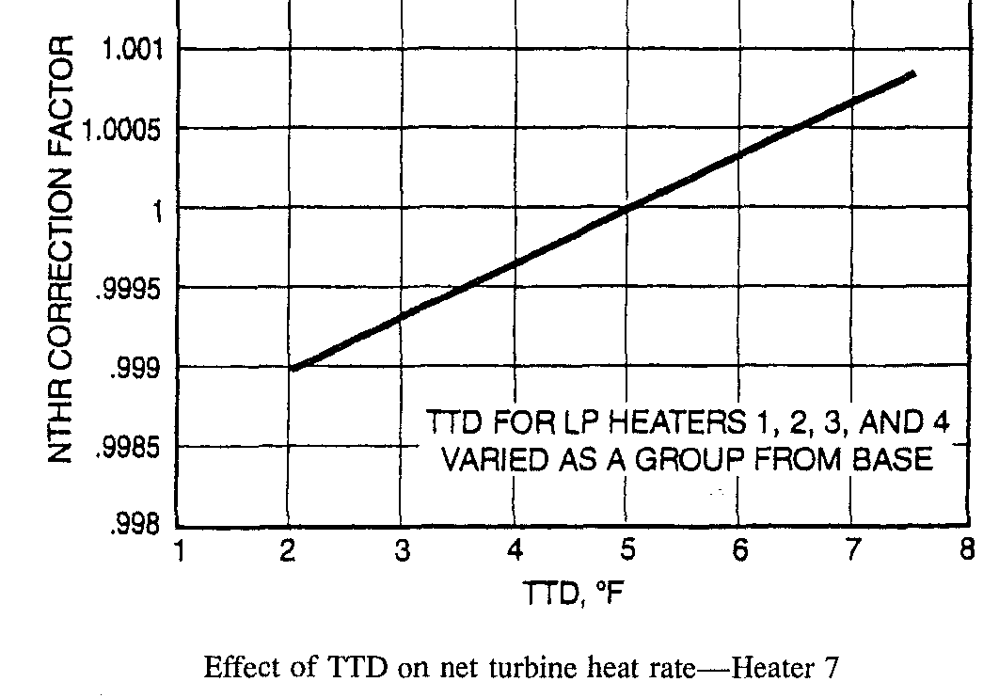 NTHR CORRECTION FACTOR
1.001
1.0005
1
.9995
.999
.9985
.998
TTD FOR LP HEATERS 1, 2, 3, AND 4
VARIED AS A GROUP FROM BASE
1 2 3 4 5 6 7 8
TTD, °F
Effect of TTD on net turbine heat rate—Heater 7